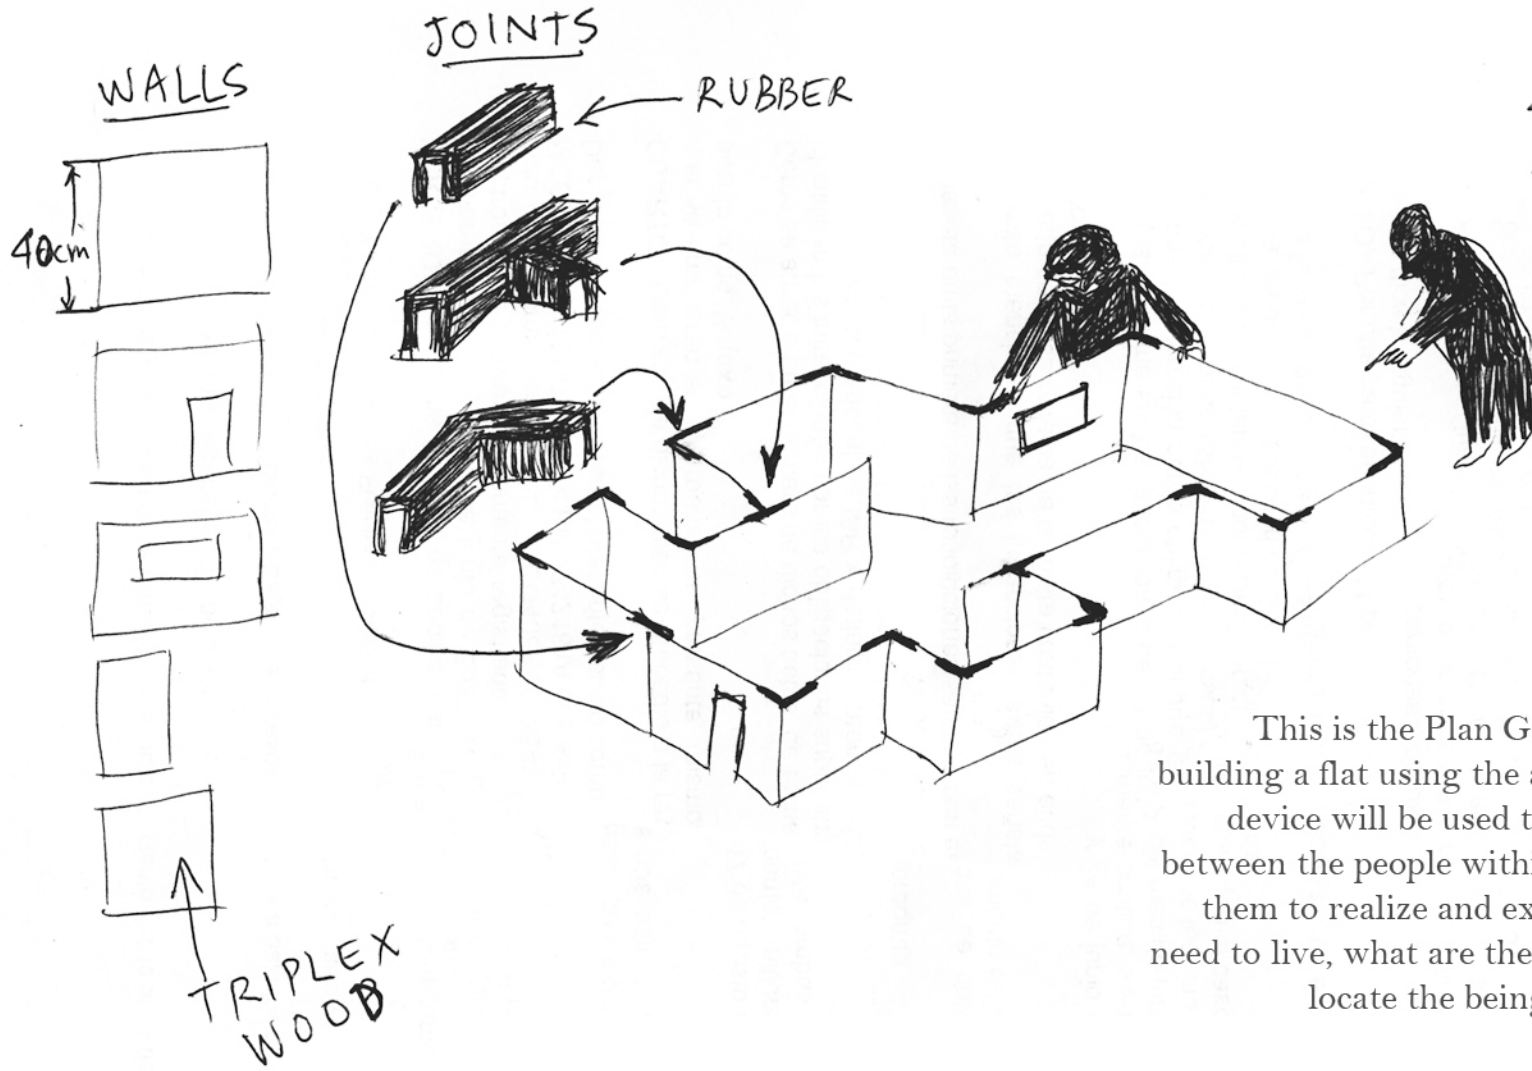 WALLS
40cm
JOINTS
RUBBER
TRIPLEX
WOOD
This is the Plan G
building a flat using the a
device will be used t
between the people withi
them to realize and ex
need to live, what are the
locate the being